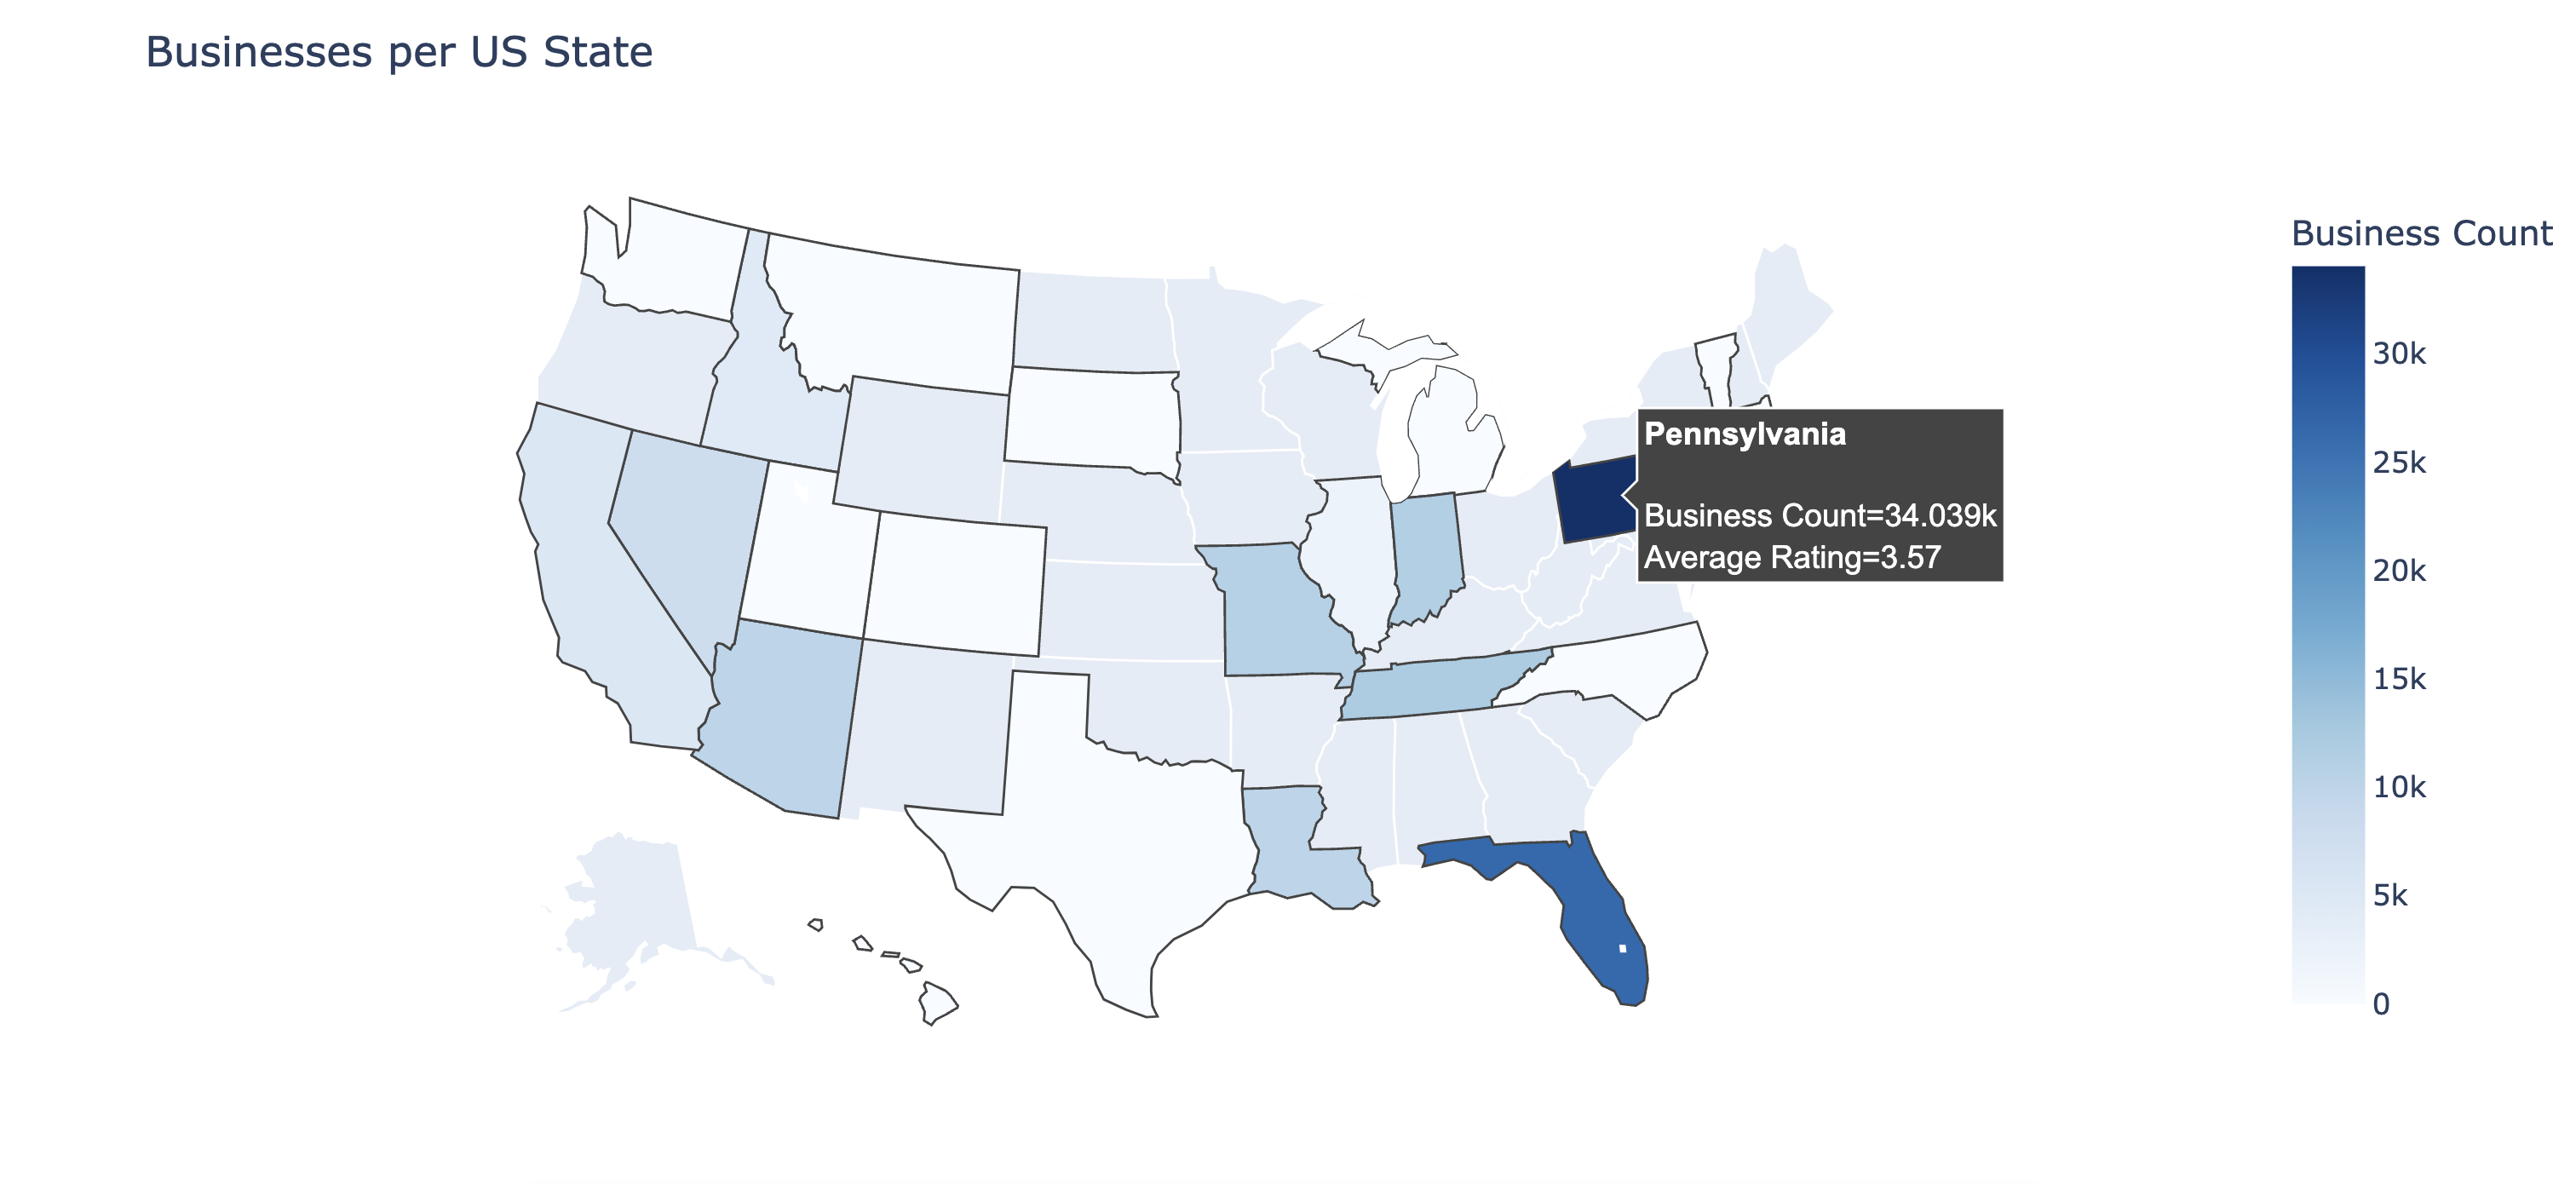 Businesses per US State
Business Count
30k
25k
20k
15k
10k
5k
0
Pennsylvania
Business Count=34.039k
Average Rating=3.57